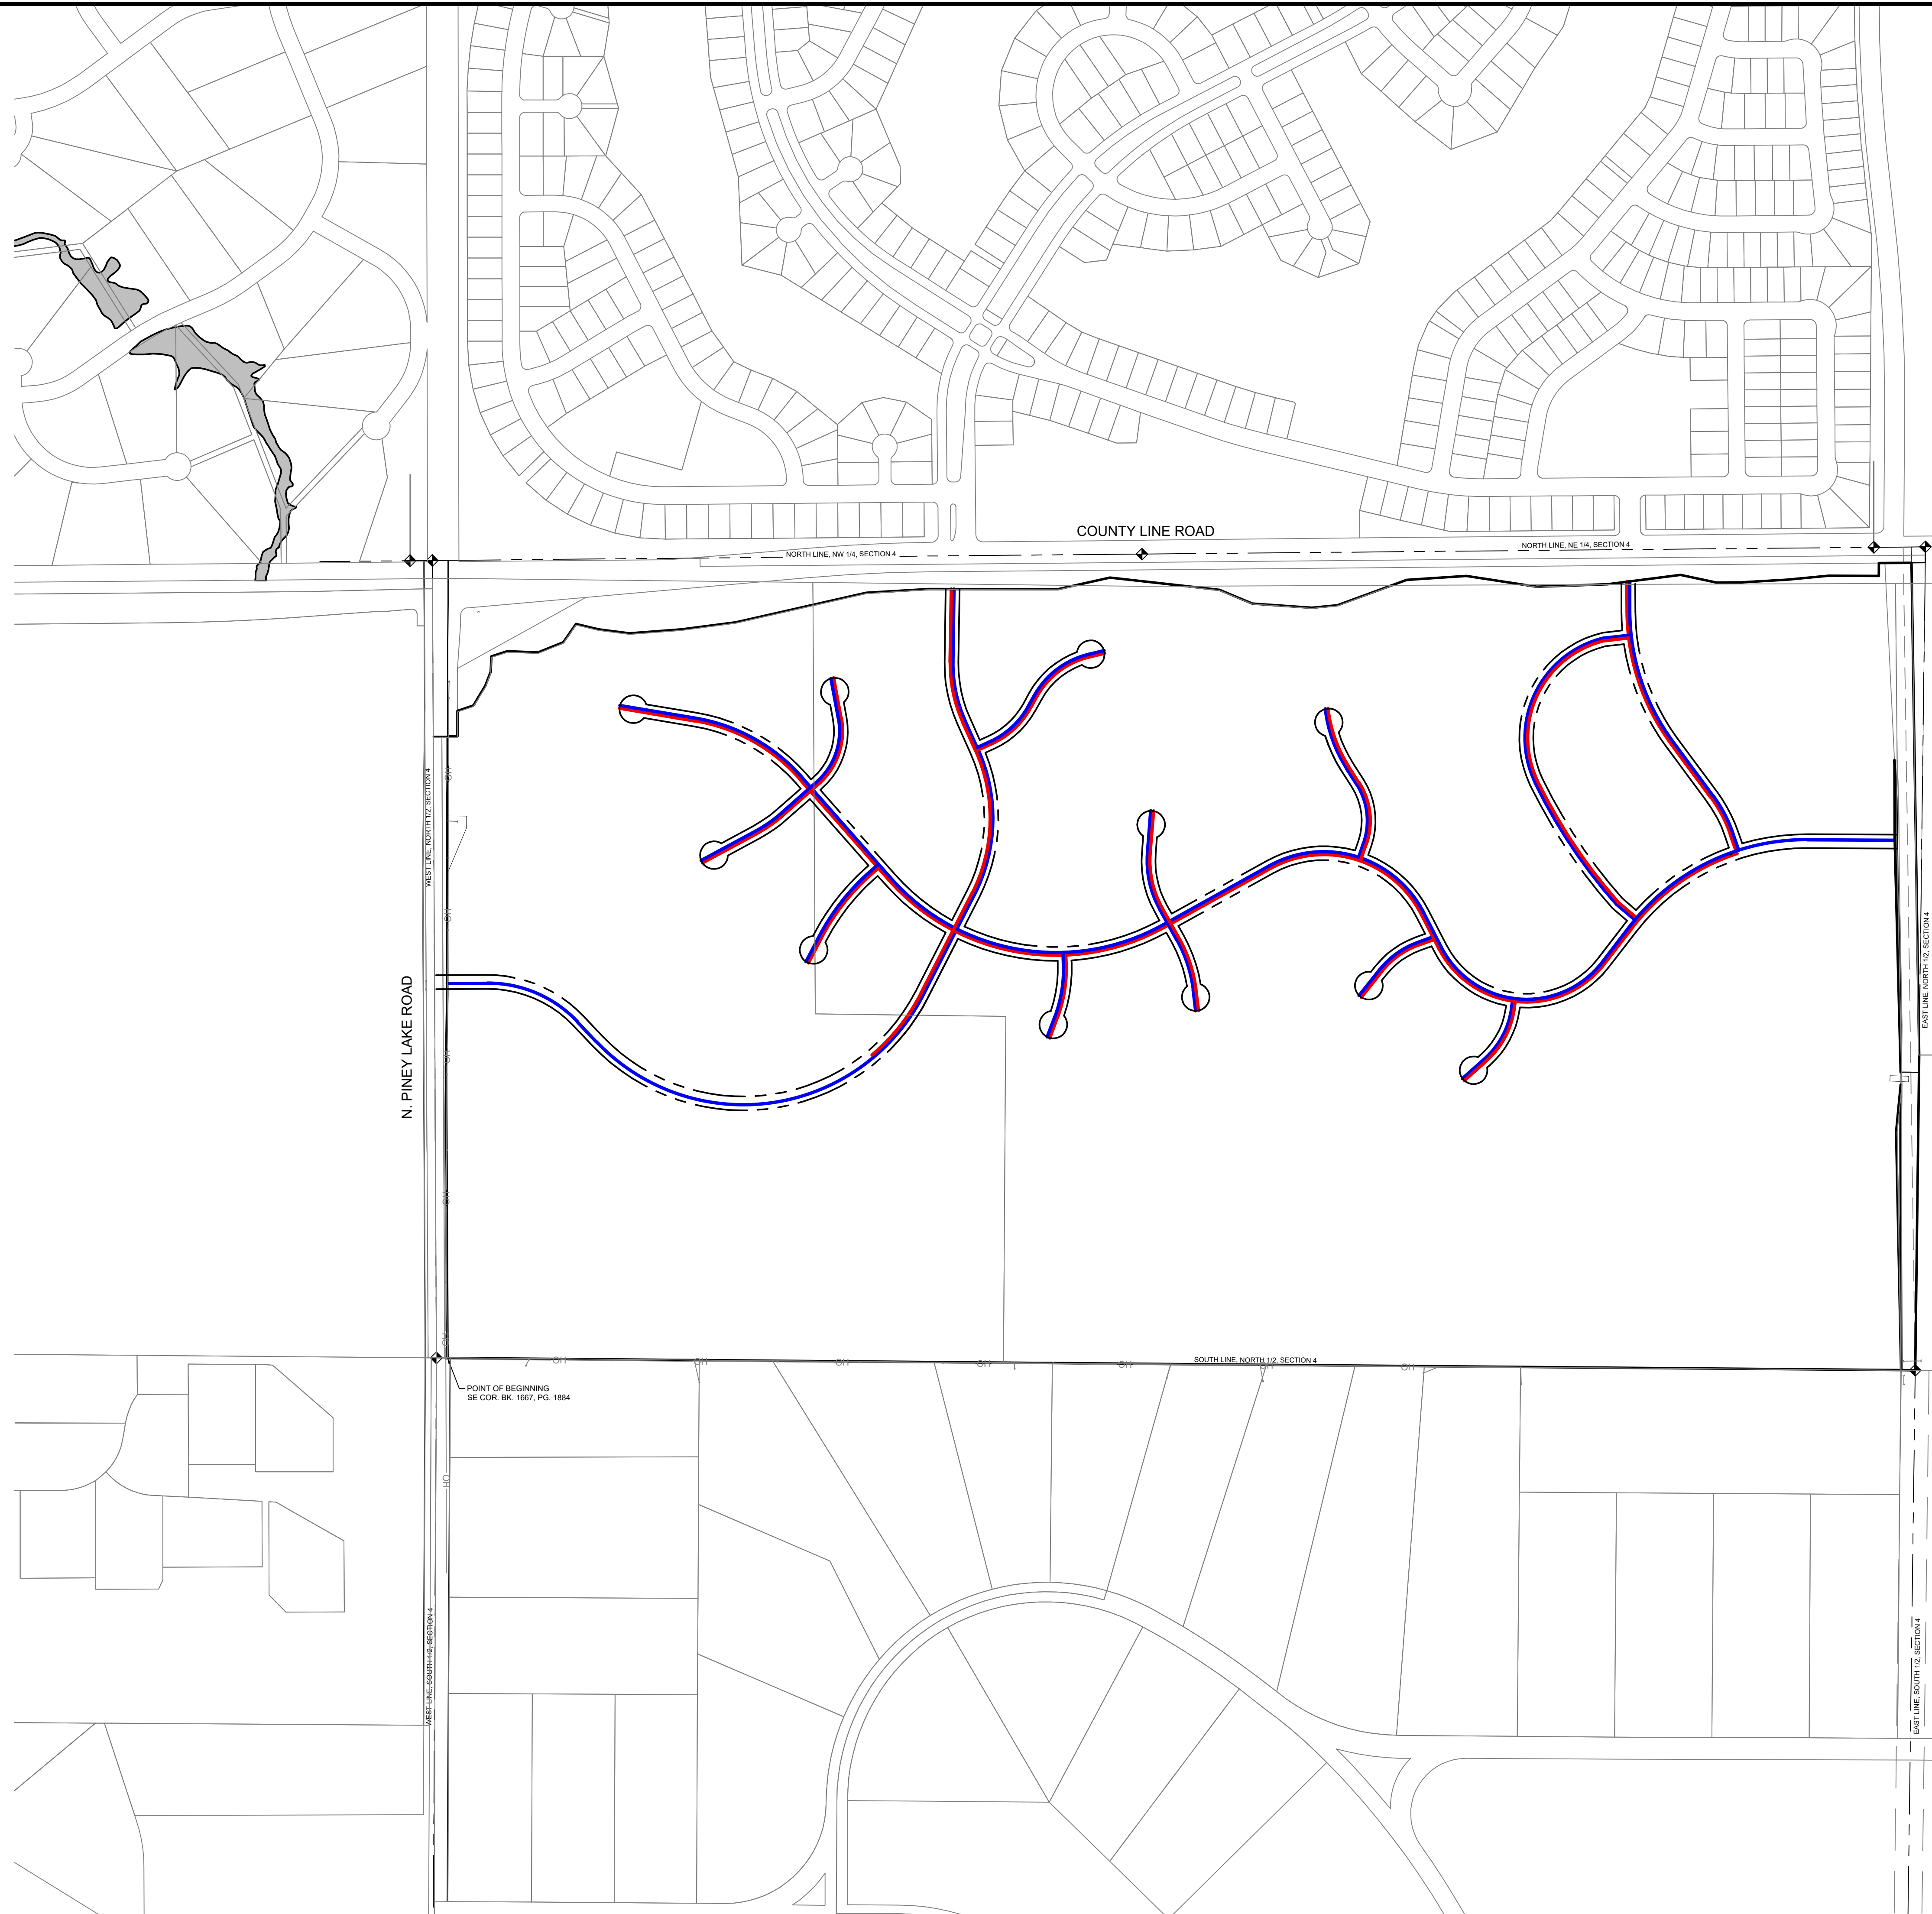 COUNTY LINE ROAD
NORTH LINE, NW 1/4, SECTION 4
NORTH LINE, NE 1/4, SECTION 4
WEST LINE, NORTH 1/2, SECTION 4
EAST LINE, NORTH 1/2, SECTION 4
N. PINEY LAKE ROAD
SOUTH LINE, NORTH 1/2, SECTION 4
POINT OF BEGINNING
SE COR. BK. 1667, PG. 1884
OH
WEST LINE, SOUTH 1/2, SECTION 4
EAST LINE, SOUTH 1/2, SECTION 4